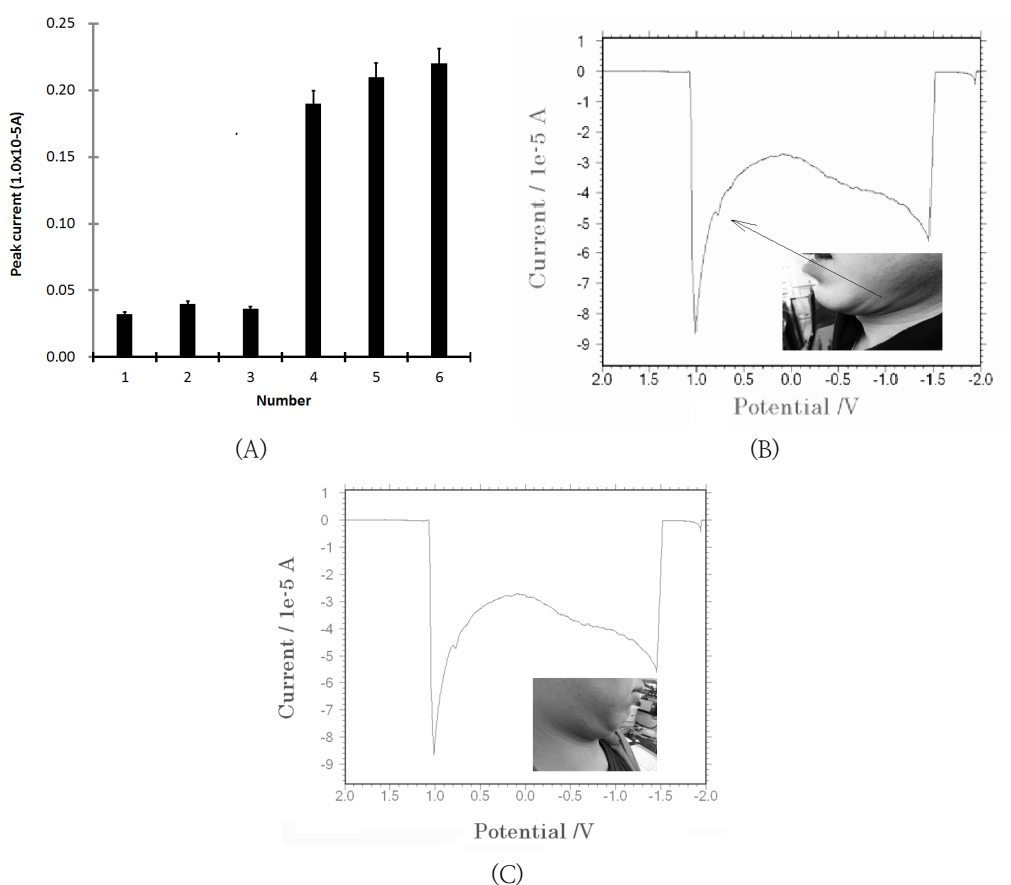 0.25
0.20
0.15
0.10
0.05
0.00
Peak current (1.0x10-5A)
1 2 3 4 5 6
Number
(A)
1
0
-1
-2
-3
-4
-5
-6
-7
-8
-9
Current / 1e-5 A
2.0 1.5 1.0 0.5 0.0 -0.5 -1.0 -1.5 -2.0
Potential /V
(B)
1
0
-1
-2
-3
-4
-5
-6
-7
-8
-9
Current / 1e-5 A
2.0 1.5 1.0 0.5 0.0 -0.5 -1.0 -1.5 -2.0
Potential /V
(C)